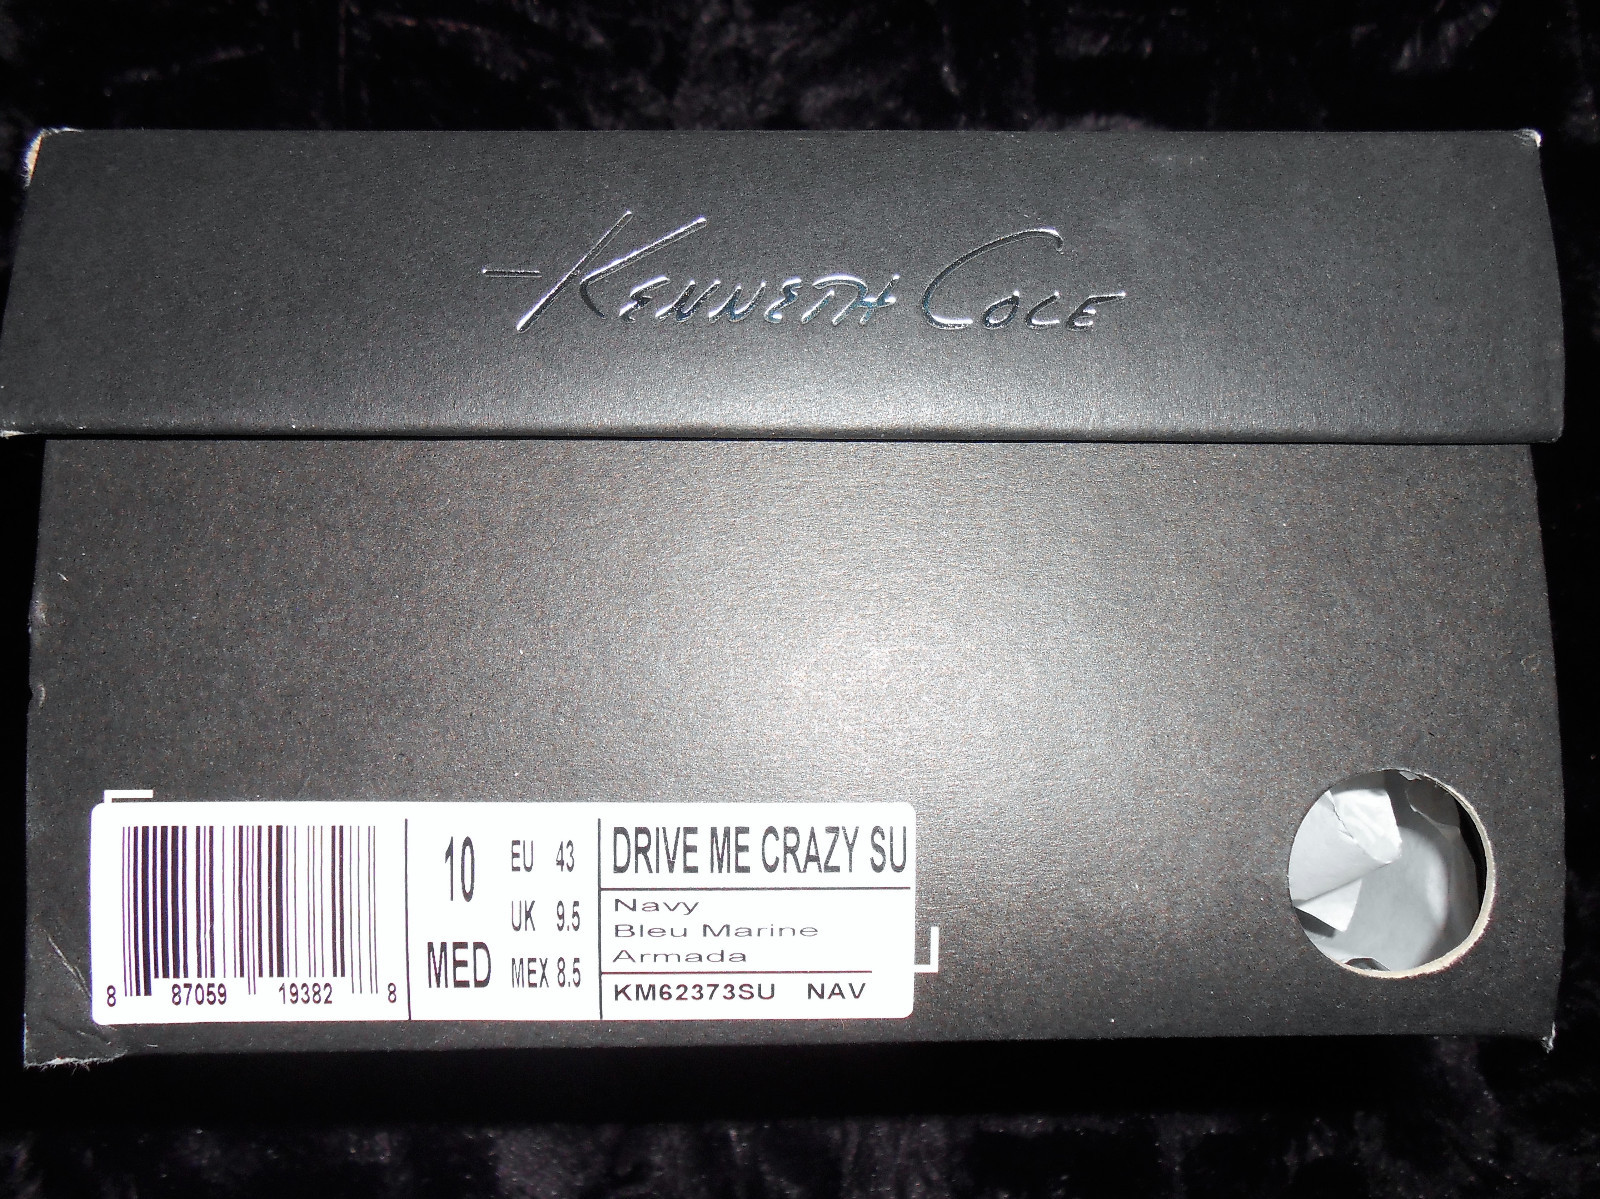 -Kenneth Cole
10
MED
EU 43
UK 9.5
MEX 8.5
DRIVE ME CRAZY SU
Navy
Bleu Marine
Armada
KM62373SU NAV
8 87059 19382 8